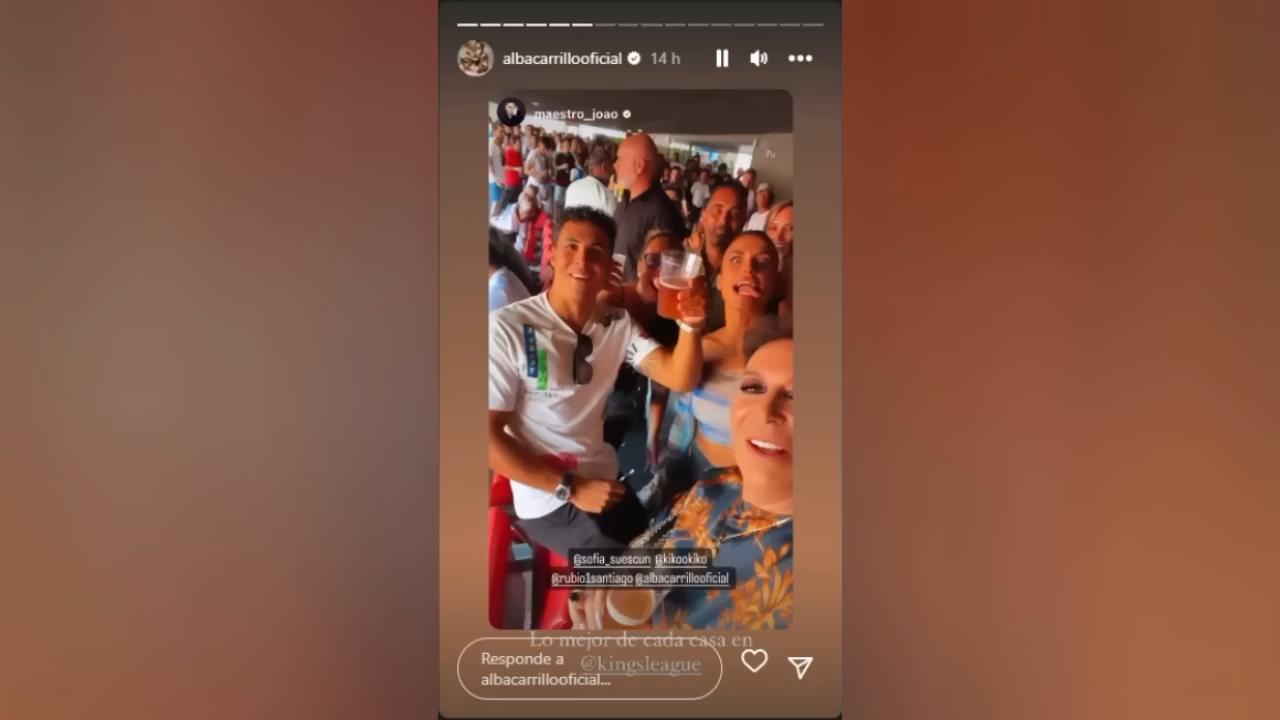 albacarrillooficial 14 h
maestro_joao
@sofia_suescun @kikookiko
@rubio1santiago @albacarrillooficial
Lo mejor de cada casa en
@kingsleague
Responde a
albacarrillooficial...